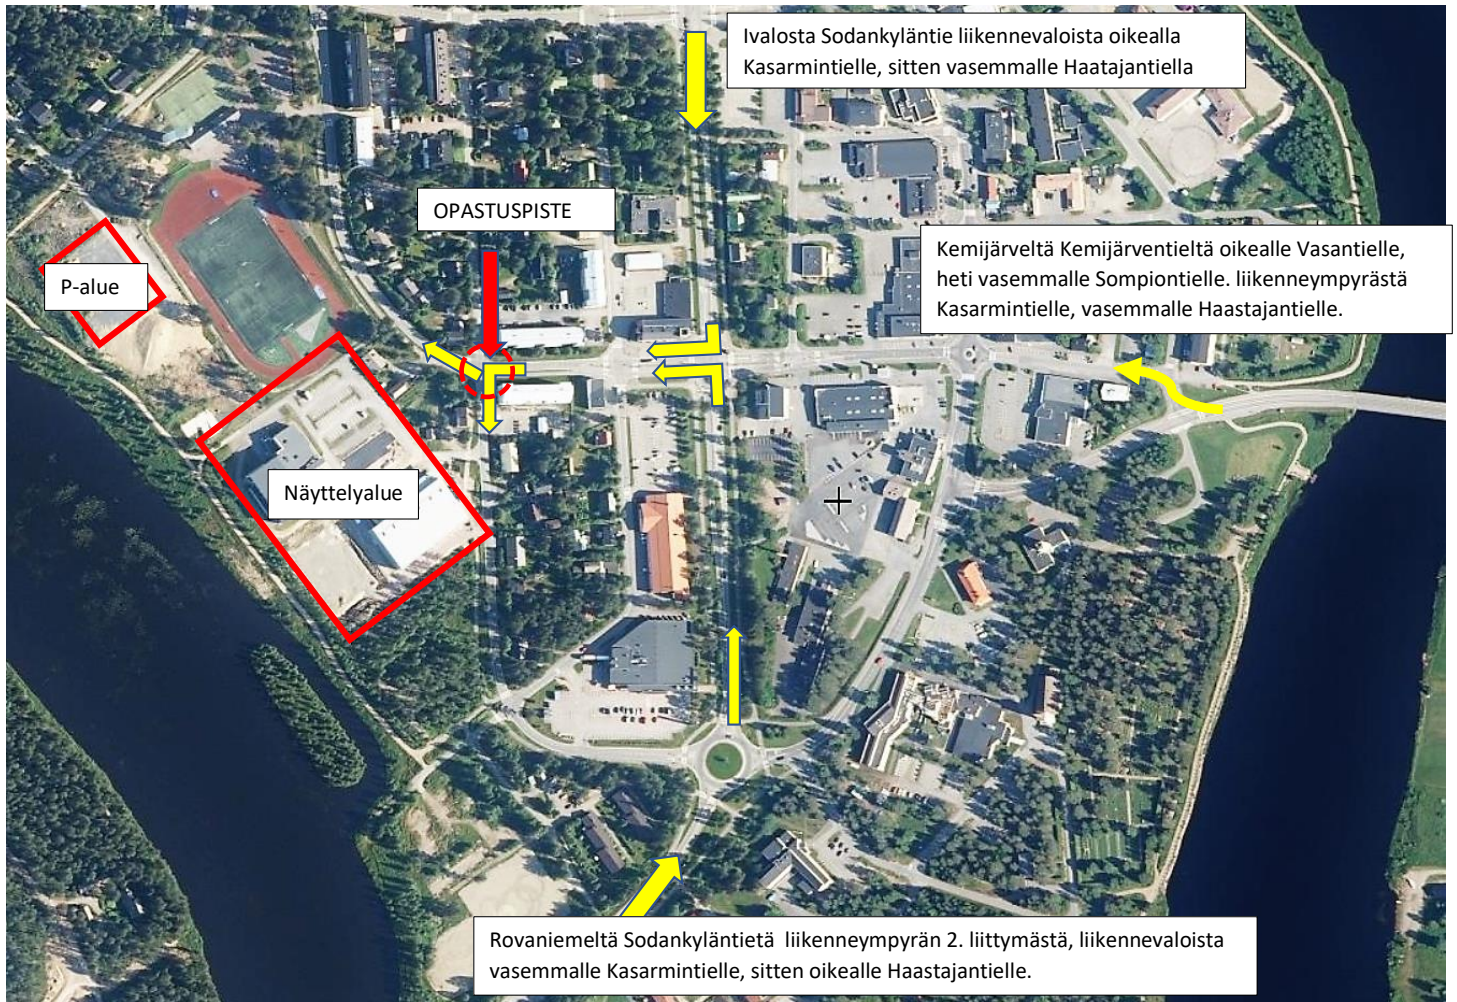 Ivalosta Sodankyläntie liikennevaloista oikealla
Kasarmintielle, sitten vasemmalle Haatajantiella
OPASTUSPISTE
Kemijärveltä Kemijärventieltä oikealle Vasantielle,
heti vasemmalle Sompiontielle. liikenneympyrästä
Kasarmintielle, vasemmalle Haastajantielle.
P-alue
Näyttelyalue
Rovaniemeltä Sodankyläntietä liikenneympyrän 2. liittymästä, liikennevaloista
vasemmalle Kasarmintielle, sitten oikealle Haastajantielle.